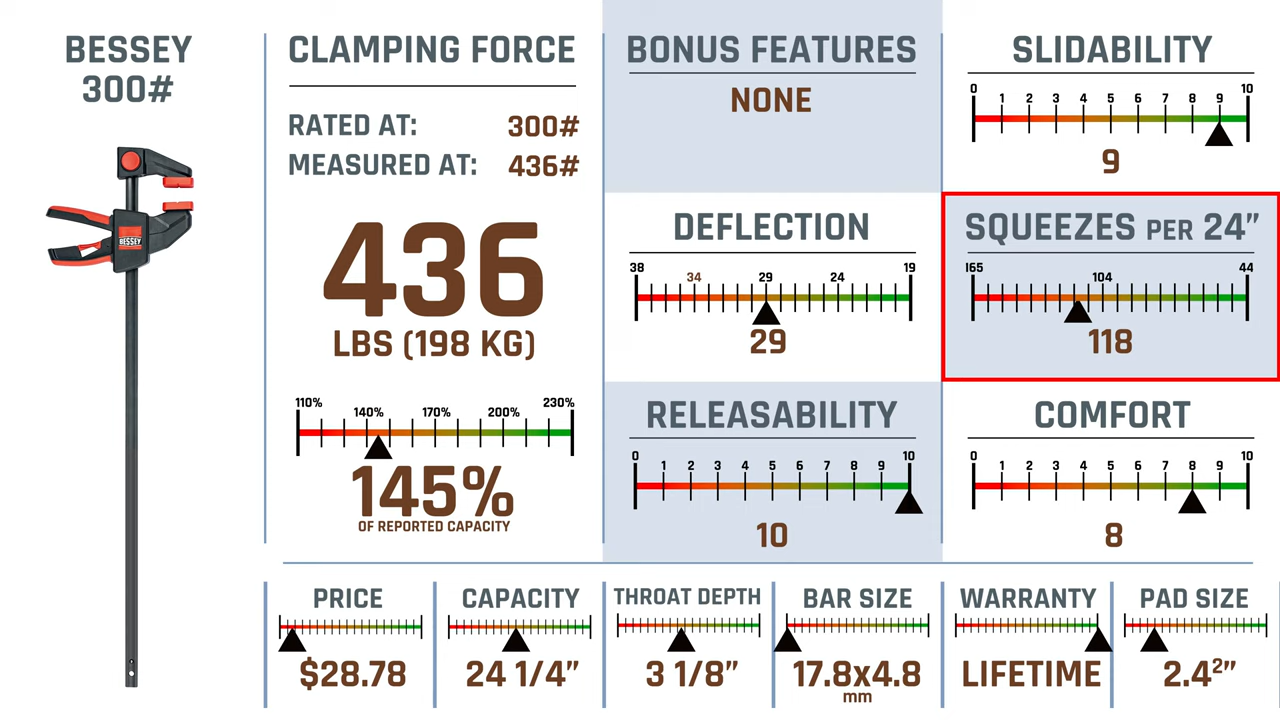 BESSEY
300#
BESSEY
CLAMPING FORCE
RATED AT: 300#
MEASURED AT: 436#
436
LBS (198 KG)
110% 140% 170% 200% 230%
145%
OF REPORTED CAPACITY
BONUS FEATURES
NONE
DEFLECTION
38 34 29 24 19
29
RELEASABILITY
0 1 2 3 4 5 6 7 8 9 10
10
SLIDABILITY
0 1 2 3 4 5 6 7 8 9 10
9
SQUEEZES PER 24”
165 104 44
118
COMFORT
0 1 2 3 4 5 6 7 8 9 10
8
PRICE
$28.78
CAPACITY
24 1/4”
THROAT DEPTH
3 1/8”
BAR SIZE
17.8x4.8
mm
WARRANTY
LIFETIME
PAD SIZE
2.4²”